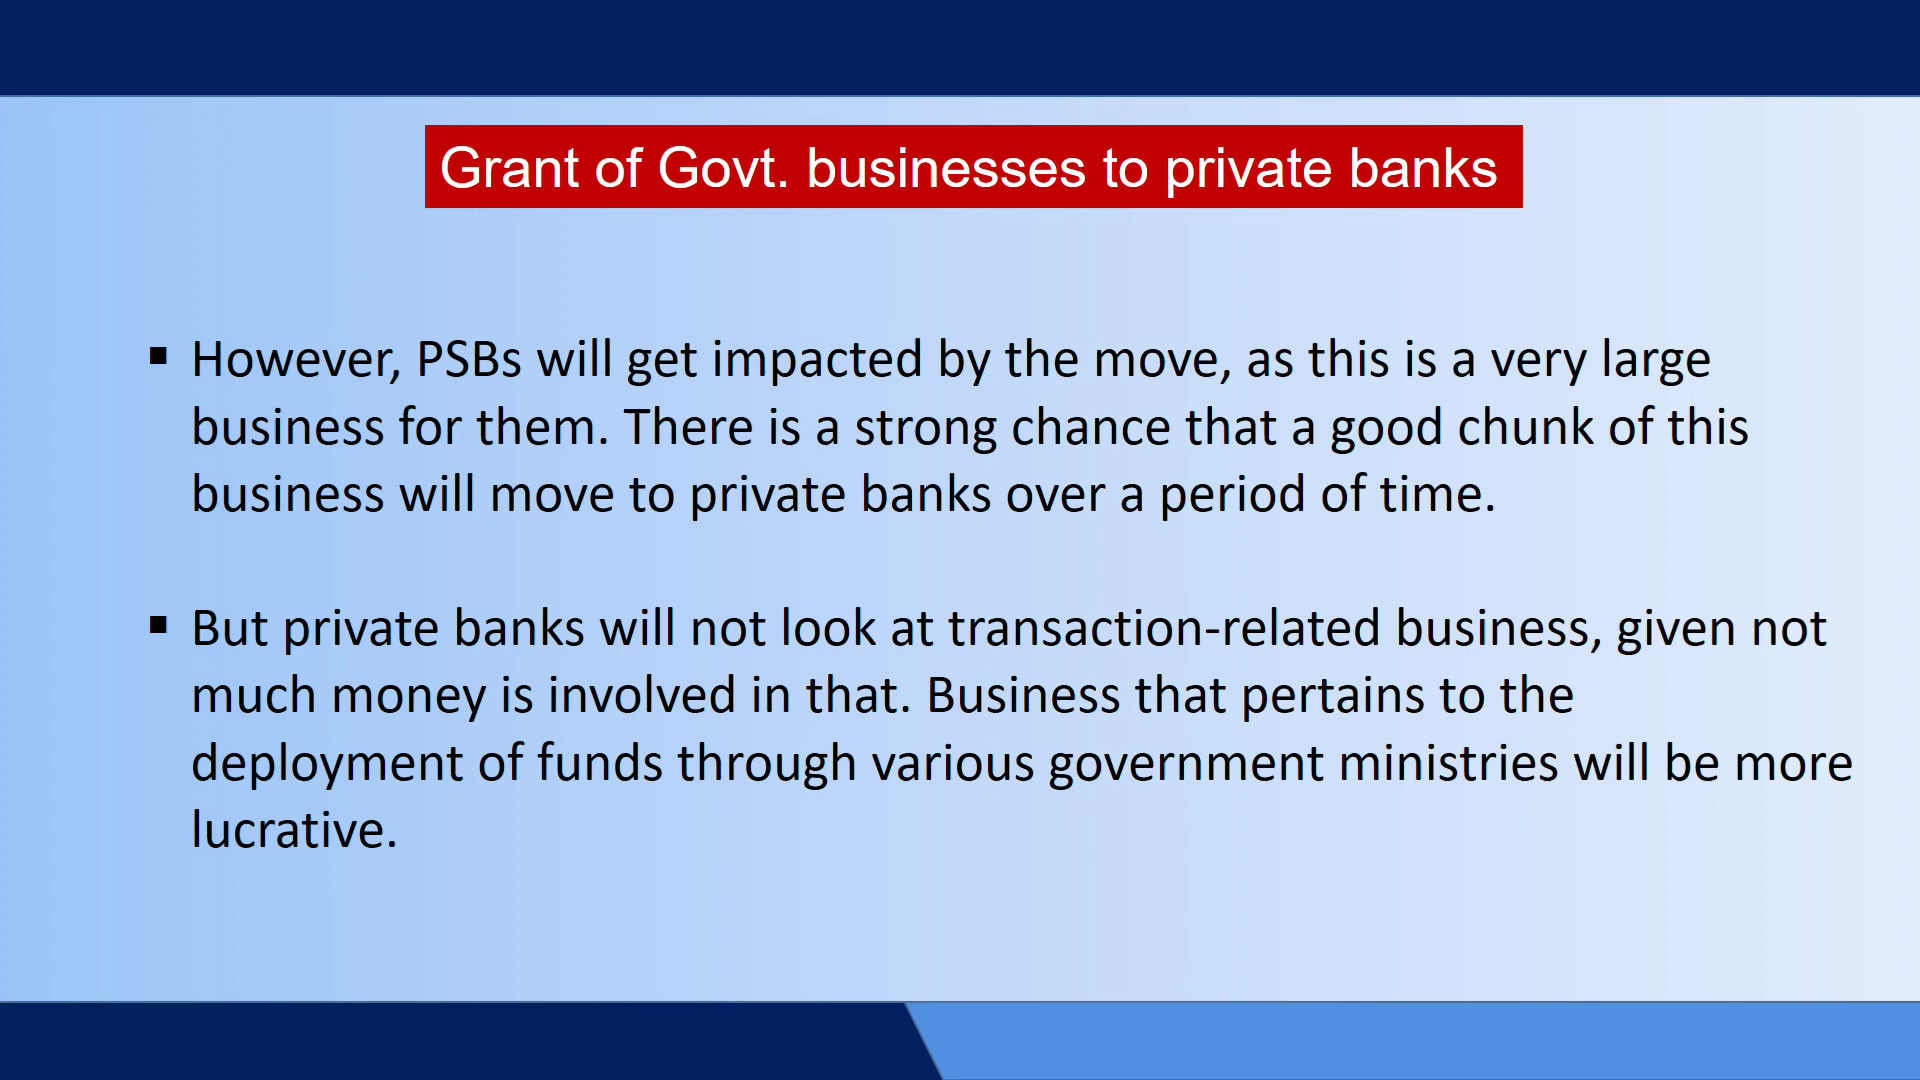 Grant of Govt. businesses to private banks
▪ However, PSBs will get impacted by the move, as this is a very large
business for them. There is a strong chance that a good chunk of this
business will move to private banks over a period of time.
▪ But private banks will not look at transaction-related business, given not
much money is involved in that. Business that pertains to the
deployment of funds through various government ministries will be more
lucrative.